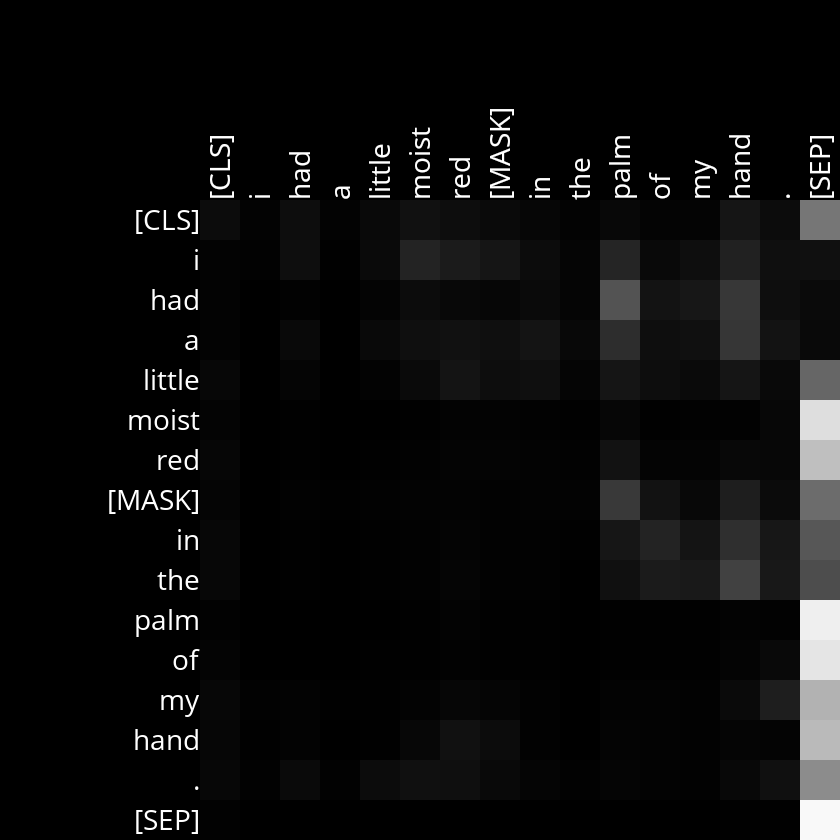 [CLS] i had a little moist red [MASK] in the palm of my hand . [SEP]
[CLS]
i
had
a
little
moist
red
[MASK]
in
the
palm
of
my
hand
.
[SEP]